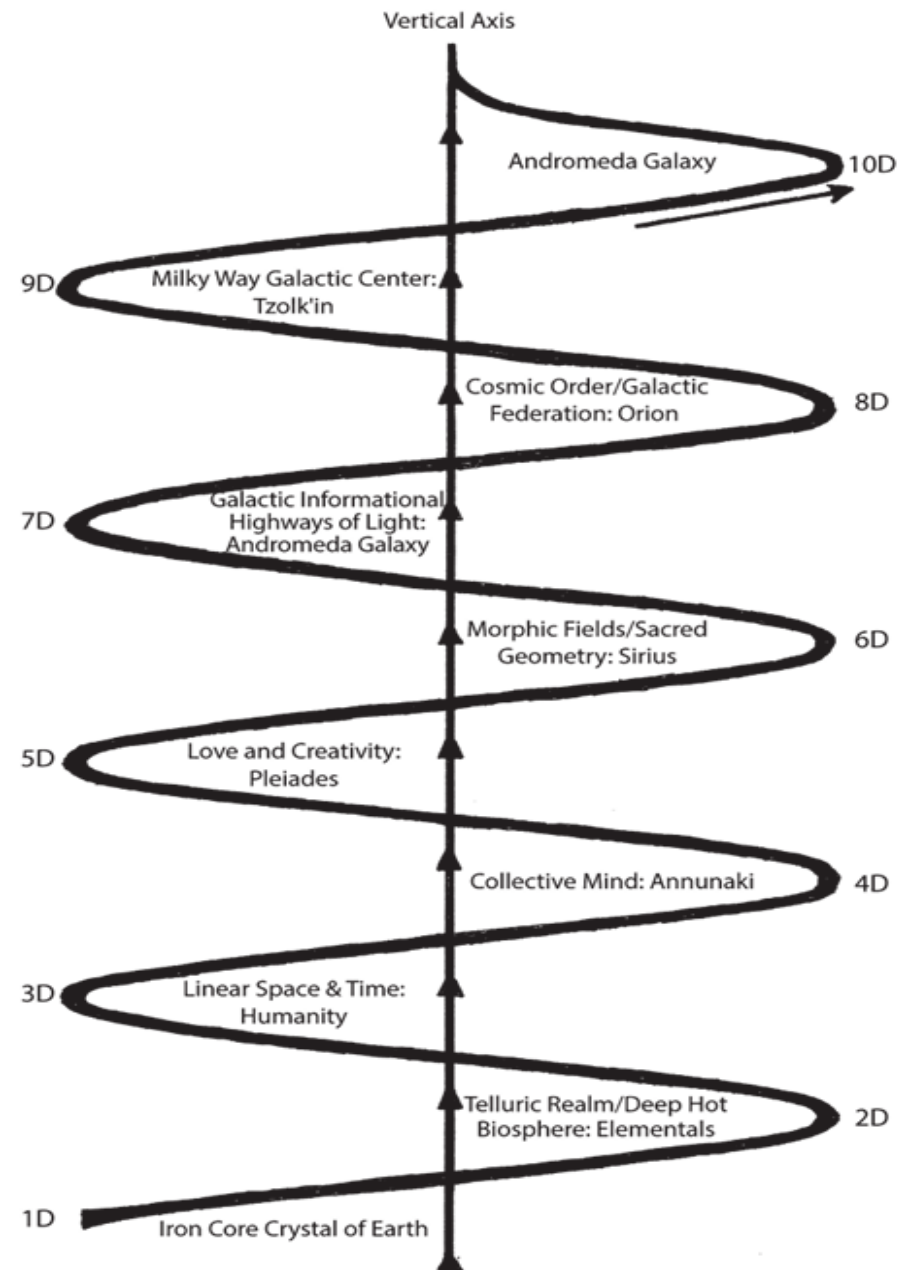 Vertical Axis
Andromeda Galaxy
10D
9D
Milky Way Galactic Center:
Tzolk'in
Cosmic Order/Galactic
Federation: Orion
8D
Galactic Informational
Highways of Light:
Andromeda Galaxy
7D
Morphic Fields/Sacred
Geometry: Sirius
6D
5D
Love and Creativity:
Pleiades
Collective Mind: Annunaki
4D
3D
Linear Space & Time:
Humanity
Telluric Realm/Deep Hot
Biosphere: Elementals
2D
1D
Iron Core Crystal of Earth